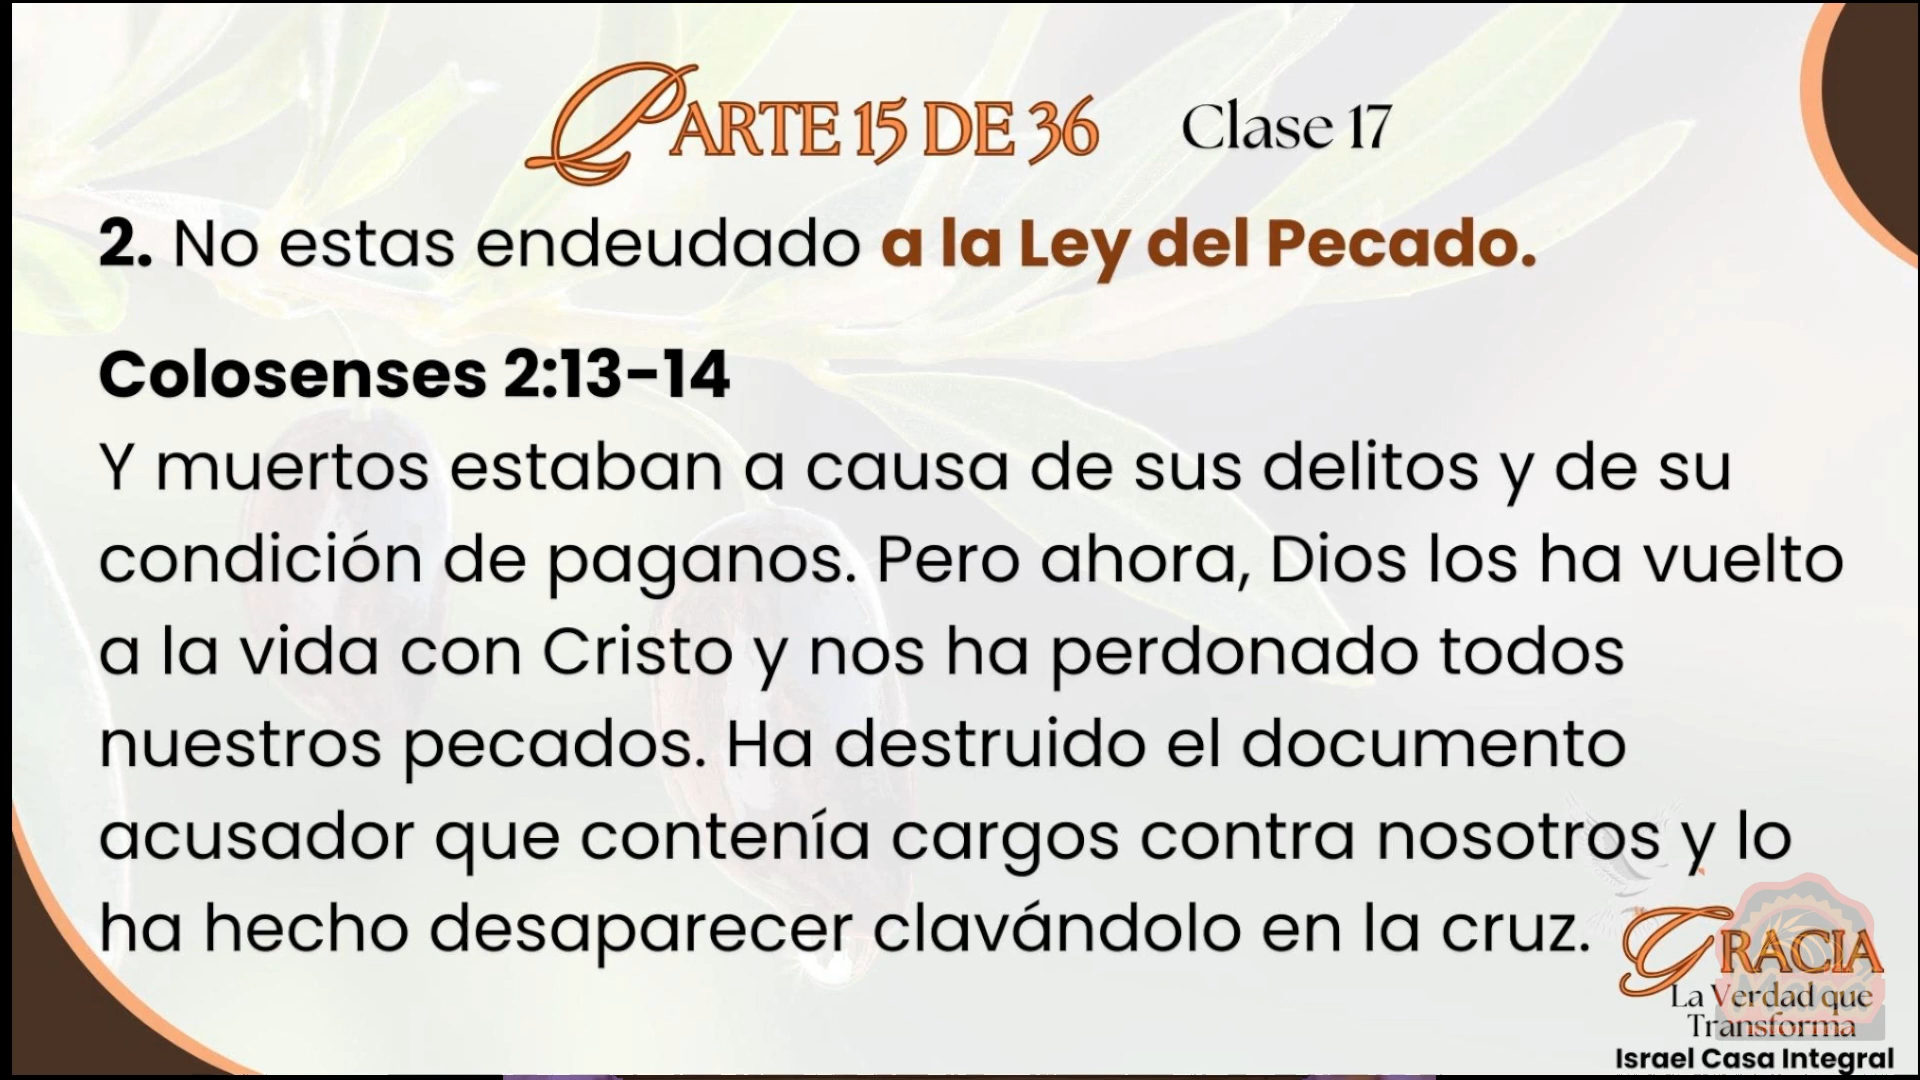 PARTE 15 DE 36 Clase 17
2. No estas endeudado a la Ley del Pecado.
Colosenses 2:13-14
Y muertos estaban a causa de sus delitos y de su
condición de paganos. Pero ahora, Dios los ha vuelto
a la vida con Cristo y nos ha perdonado todos
nuestros pecados. Ha destruido el documento
acusador que contenía cargos contra nosotros y lo
ha hecho desaparecer clavándolo en la cruz.
GRACIA
La Verdad que
Transforma
Israel Casa Integral